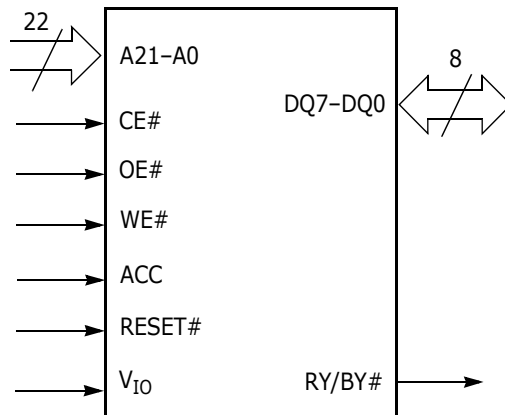 22
A21–A0
8
DQ7–DQ0
CE#
OE#
WE#
ACC
RESET#
VIO
RY/BY#